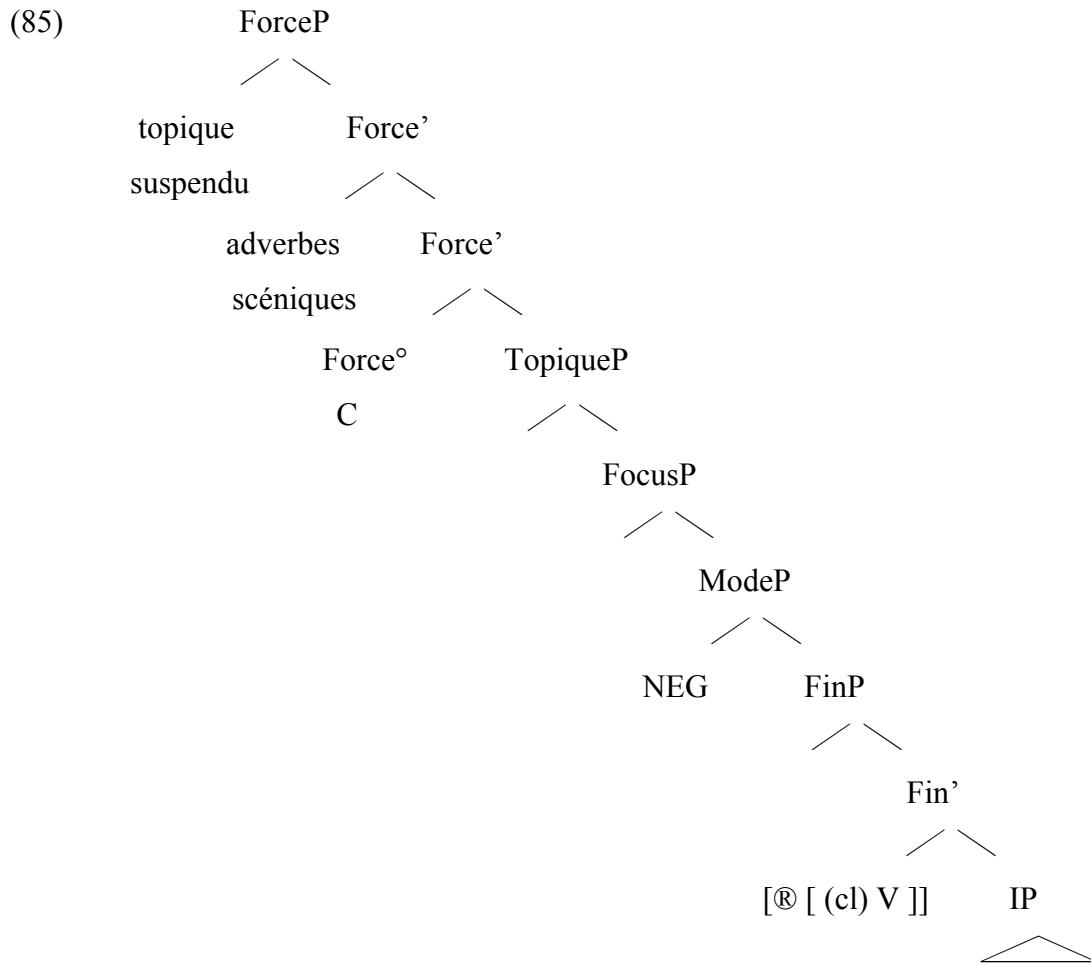 (85) ForceP
topique Force’
suspendu
adverbes Force’
scéniques
Force° TopiqueP
C
FocusP
ModeP
NEG FinP
Fin’
[® [ (cl) V ]] IP